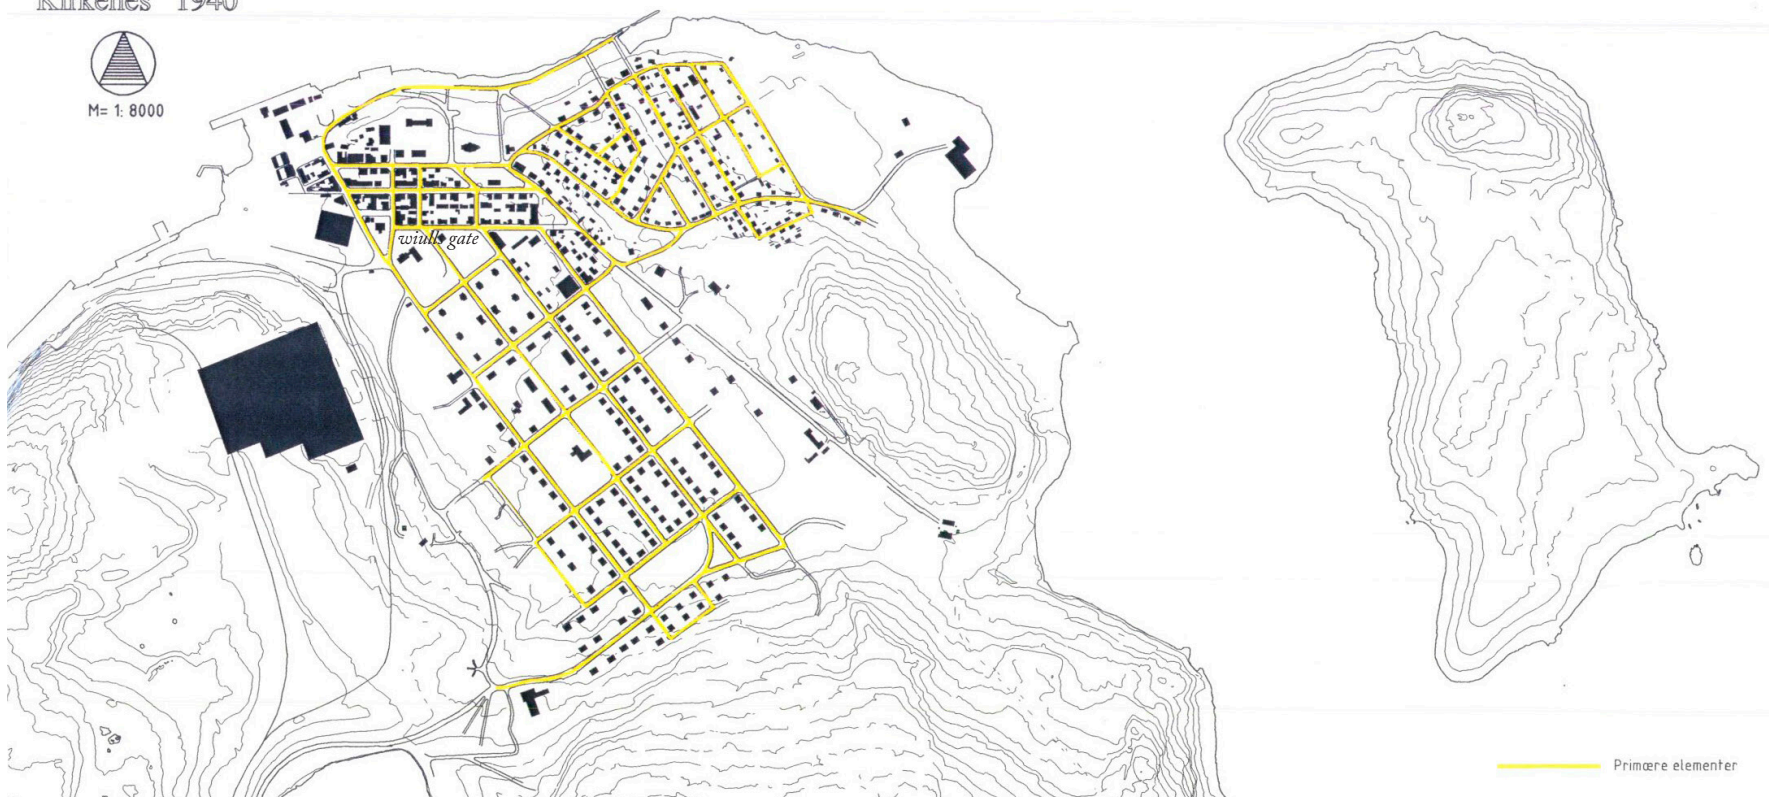 Kirkenes 1940
M= 1: 8000
wiulls gate
Primære elementer